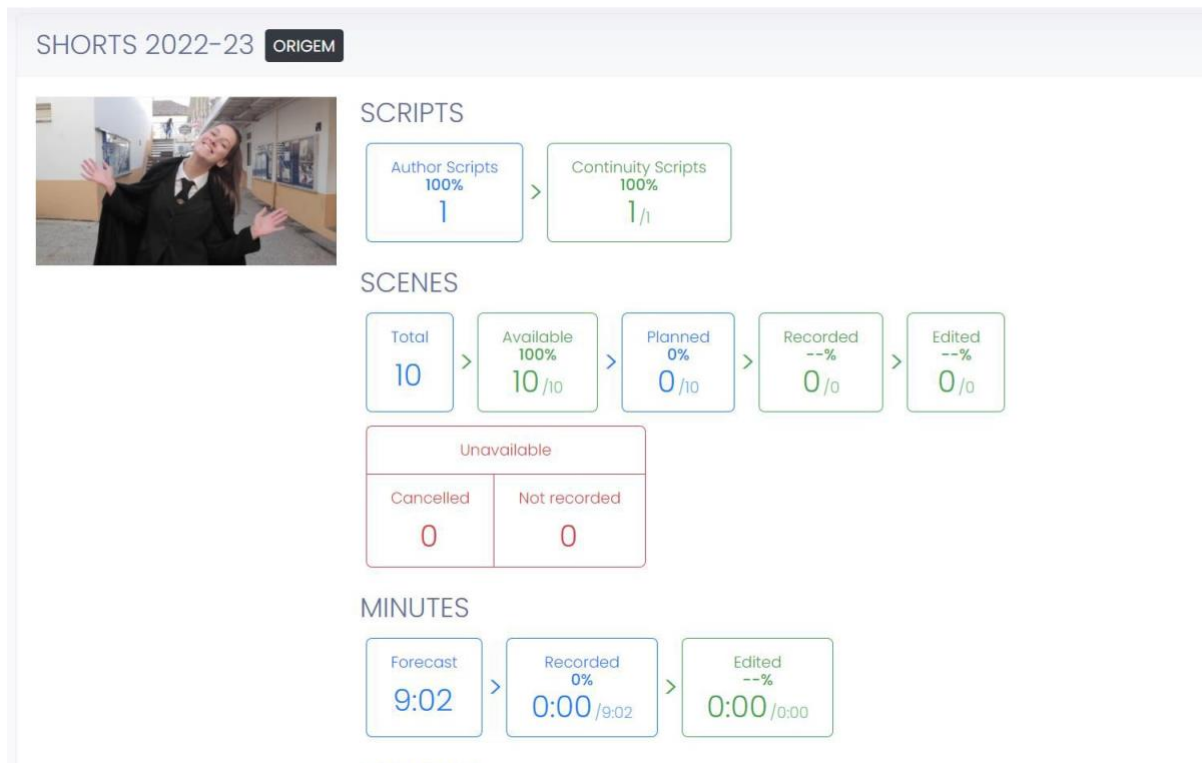 SHORTS 2022-23 ORIGEM
SCRIPTS
Author Scripts
100%
1
>
Continuity Scripts
100%
1/1
SCENES
Total
10
>
Available
100%
10/10
>
Planned
0%
0/10
>
Recorded
--%
0/0
>
Edited
--%
0/0
Unavailable
Cancelled
0
Not recorded
0
MINUTES
Forecast
9:02
>
Recorded
0%
0:00/9:02
>
Edited
--%
0:00/0:00